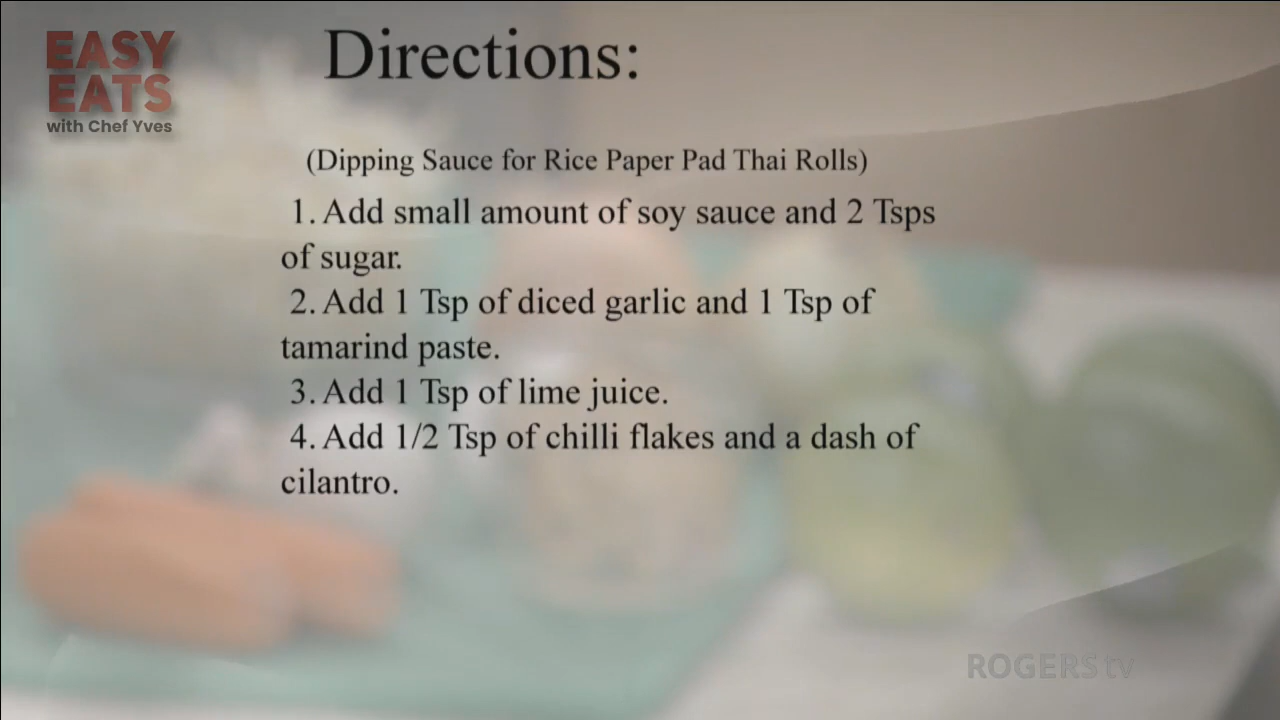 EASY
EATS
with Chef Yves
Directions:
(Dipping Sauce for Rice Paper Pad Thai Rolls)
1. Add small amount of soy sauce and 2 Tsps
of sugar.
2. Add 1 Tsp of diced garlic and 1 Tsp of
tamarind paste.
3. Add 1 Tsp of lime juice.
4. Add 1/2 Tsp of chilli flakes and a dash of
cilantro.
ROGERS tv